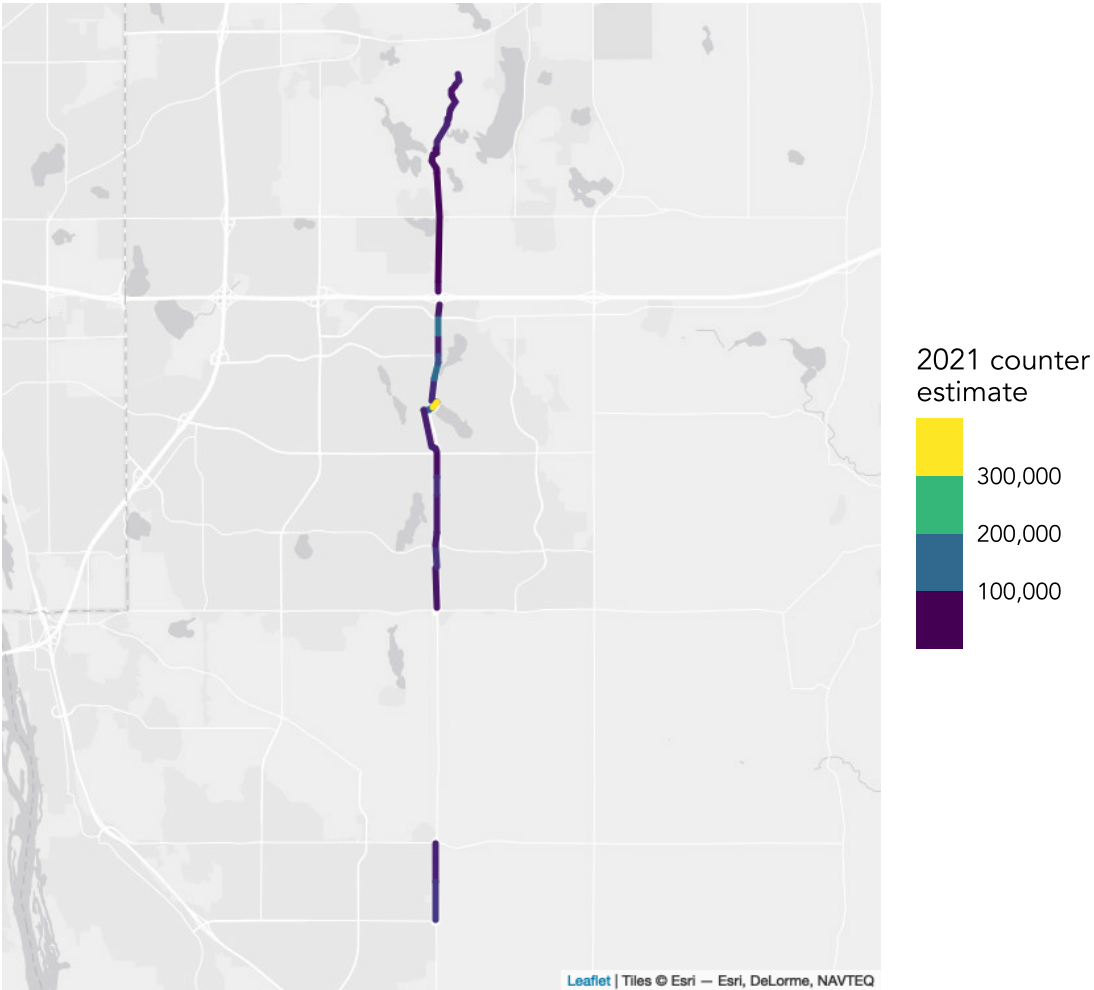 2021 counter
estimate
300,000
200,000
100,000
Leaflet | Tiles © Esri — Esri, DeLorme, NAVTEQ